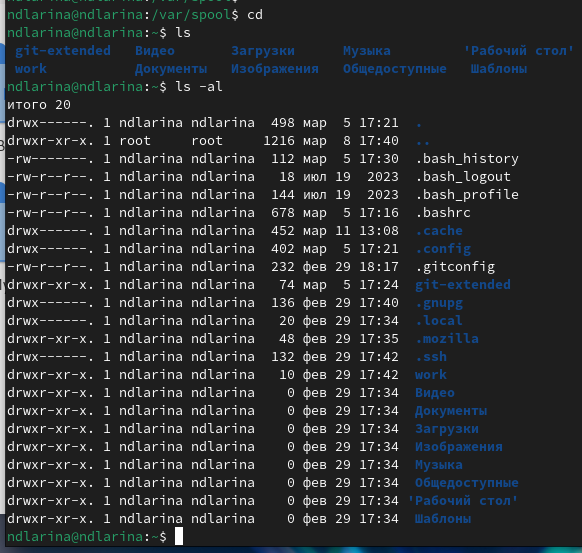 ndlarina@ndlarina:/var/spool$ cd
ndlarina@ndlarina:~$ ls
git-extended Видео Загрузки Музыка 'Рабочий стол'
work Документы Изображения Общедоступные Шаблоны
ndlarina@ndlarina:~$ ls -al
итого 20
drwx------. 1 ndlarina ndlarina 498 мар 5 17:21 .
drwxr-xr-x. 1 root root 1216 мар 8 17:40 ..
-rw-------. 1 ndlarina ndlarina 112 мар 5 17:30 .bash_history
-rw-r--r--. 1 ndlarina ndlarina 18 июл 19 2023 .bash_logout
-rw-r--r--. 1 ndlarina ndlarina 144 июл 19 2023 .bash_profile
-rw-r--r--. 1 ndlarina ndlarina 678 мар 5 17:16 .bashrc
drwx------. 1 ndlarina ndlarina 452 мар 11 13:08 .cache
drwx------. 1 ndlarina ndlarina 402 мар 5 17:21 .config
-rw-r--r--. 1 ndlarina ndlarina 232 фев 29 18:17 .gitconfig
drwxr-xr-x. 1 ndlarina ndlarina 74 мар 5 17:24 git-extended
drwx------. 1 ndlarina ndlarina 136 фев 29 17:40 .gnupg
drwx------. 1 ndlarina ndlarina 20 фев 29 17:34 .local
drwxr-xr-x. 1 ndlarina ndlarina 48 фев 29 17:35 .mozilla
drwx------. 1 ndlarina ndlarina 132 фев 29 17:42 .ssh
drwxr-xr-x. 1 ndlarina ndlarina 10 фев 29 17:42 work
drwxr-xr-x. 1 ndlarina ndlarina 0 фев 29 17:34 Видео
drwxr-xr-x. 1 ndlarina ndlarina 0 фев 29 17:34 Документы
drwxr-xr-x. 1 ndlarina ndlarina 0 фев 29 17:34 Загрузки
drwxr-xr-x. 1 ndlarina ndlarina 0 фев 29 17:34 Изображения
drwxr-xr-x. 1 ndlarina ndlarina 0 фев 29 17:34 Музыка
drwxr-xr-x. 1 ndlarina ndlarina 0 фев 29 17:34 Общедоступные
drwxr-xr-x. 1 ndlarina ndlarina 0 фев 29 17:34 'Рабочий стол'
drwxr-xr-x. 1 ndlarina ndlarina 0 фев 29 17:34 Шаблоны
ndlarina@ndlarina:~$